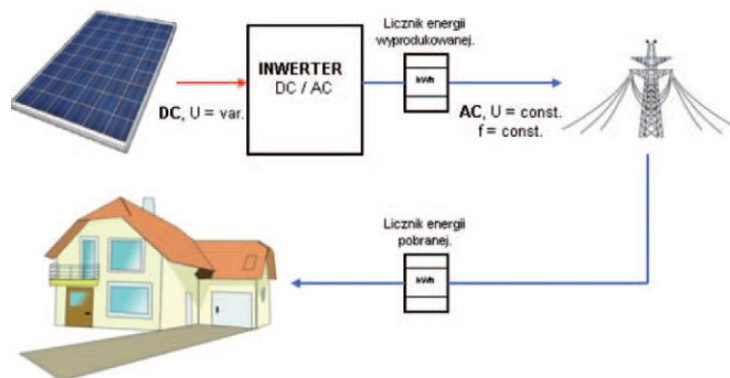 Licznik energii
wyprodukowanej.
INWERTER
DC / AC
kWh
DC, U = var.
AC, U = const.
f = const.
Licznik energii
pobranej.
kWh